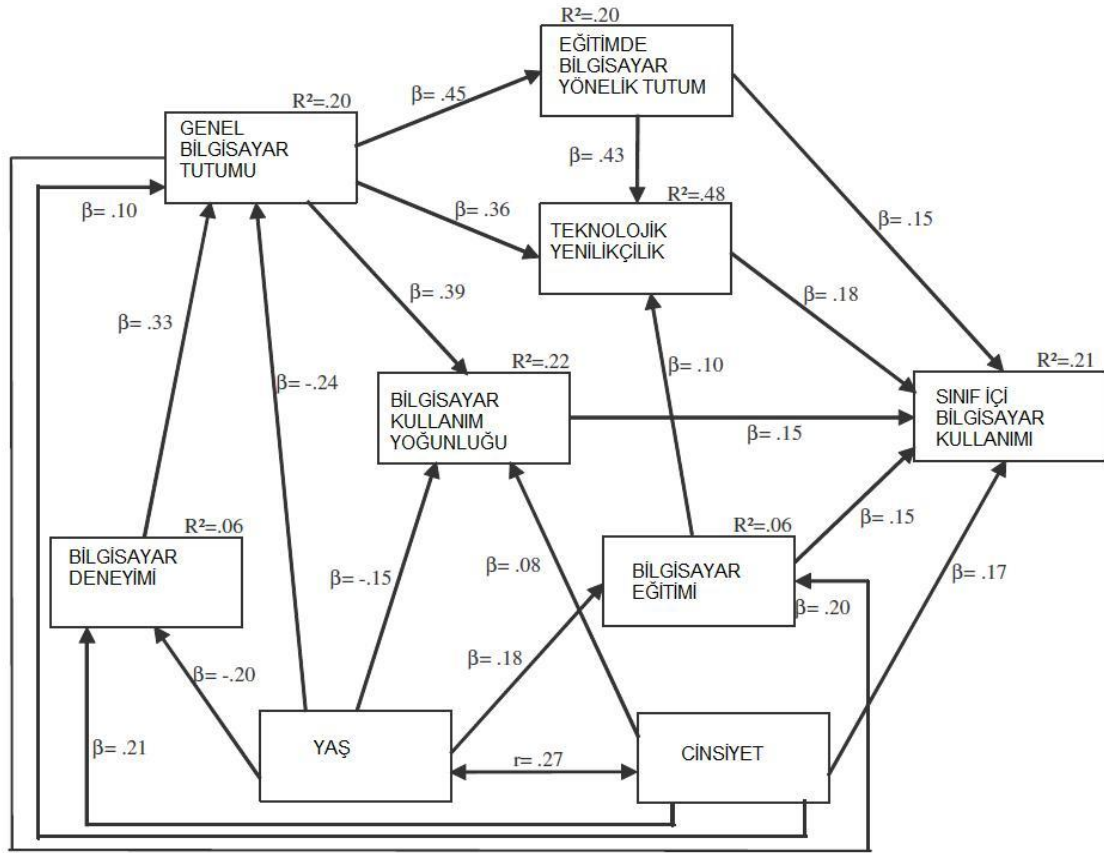 R²=.20
EĞİTİMDE
BİLGİSAYAR
YÖNELİK TUTUM
β= .45
R²=.20
GENEL
BİLGİSAYAR
TUTUMU
β= .43
β= .10
β= .36
R²=.48
TEKNOLOJİK
YENİLİKÇİLİK
β= .15
β= .39
β= .18
β= .33
R²=.22
β= .10
R²=.21
β= -.24
BİLGİSAYAR
KULLANIM
YOĞUNLUĞU
SINIF İÇİ
BİLGİSAYAR
KULLANIMI
β= .15
R²=.06
BİLGİSAYAR
DENEYİMİ
R²=.06
BİLGİSAYAR
EĞİTİMİ
β= .15
β= -.15
β= .08
β= .17
β= .20
β= .18
β= -.20
β= .21
YAŞ
r= .27
CİNSİYET